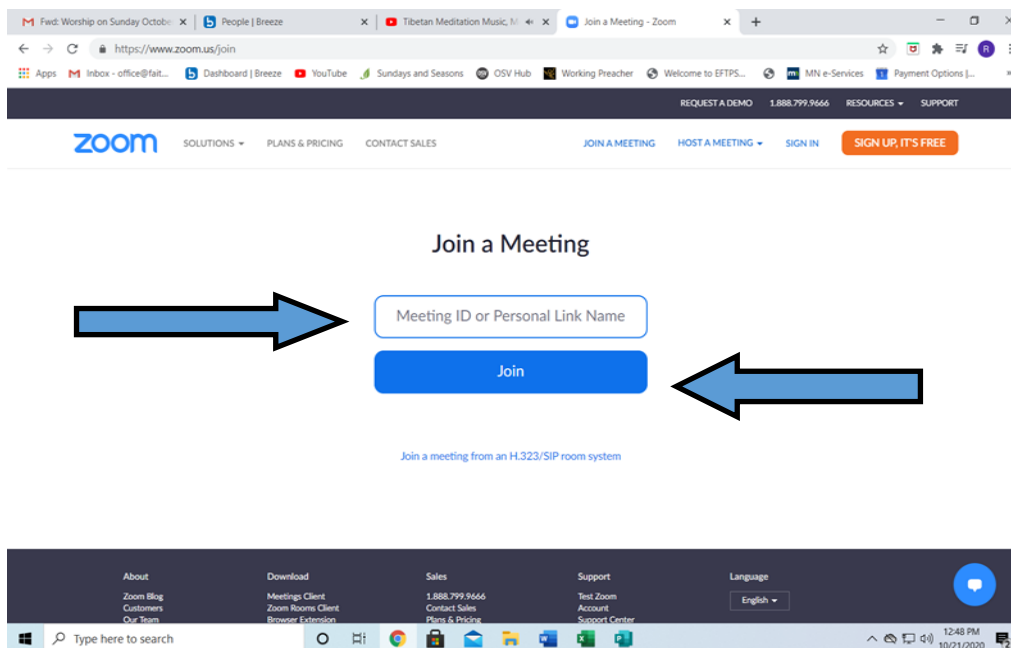 Fwd: Worship on Sunday Octobe
People | Breeze
Tibetan Meditation Music, M
Join a Meeting - Zoom
https://www.zoom.us/join
R
Apps Inbox - office@fait... Dashboard | Breeze YouTube Sundays and Seasons OSV Hub Working Preacher Welcome to EFTPS... MN e-Services Payment Options |... »
REQUEST A DEMO 1.888.799.9666 RESOURCES SUPPORT
zoom SOLUTIONS PLANS & PRICING CONTACT SALES JOIN A MEETING HOST A MEETING SIGN IN SIGN UP, IT'S FREE
Join a Meeting
Meeting ID or Personal Link Name
Join
Join a meeting from an H.323/SIP room system
About Download Sales Support Language
Zoom Blog Meetings Client 1.888.799.9666 Test Zoom English
Customers Zoom Rooms Client Contact Sales Account
Our Team Browser Extension Plans & Pricing Support Center
Type here to search
12:48 PM
10/21/2020